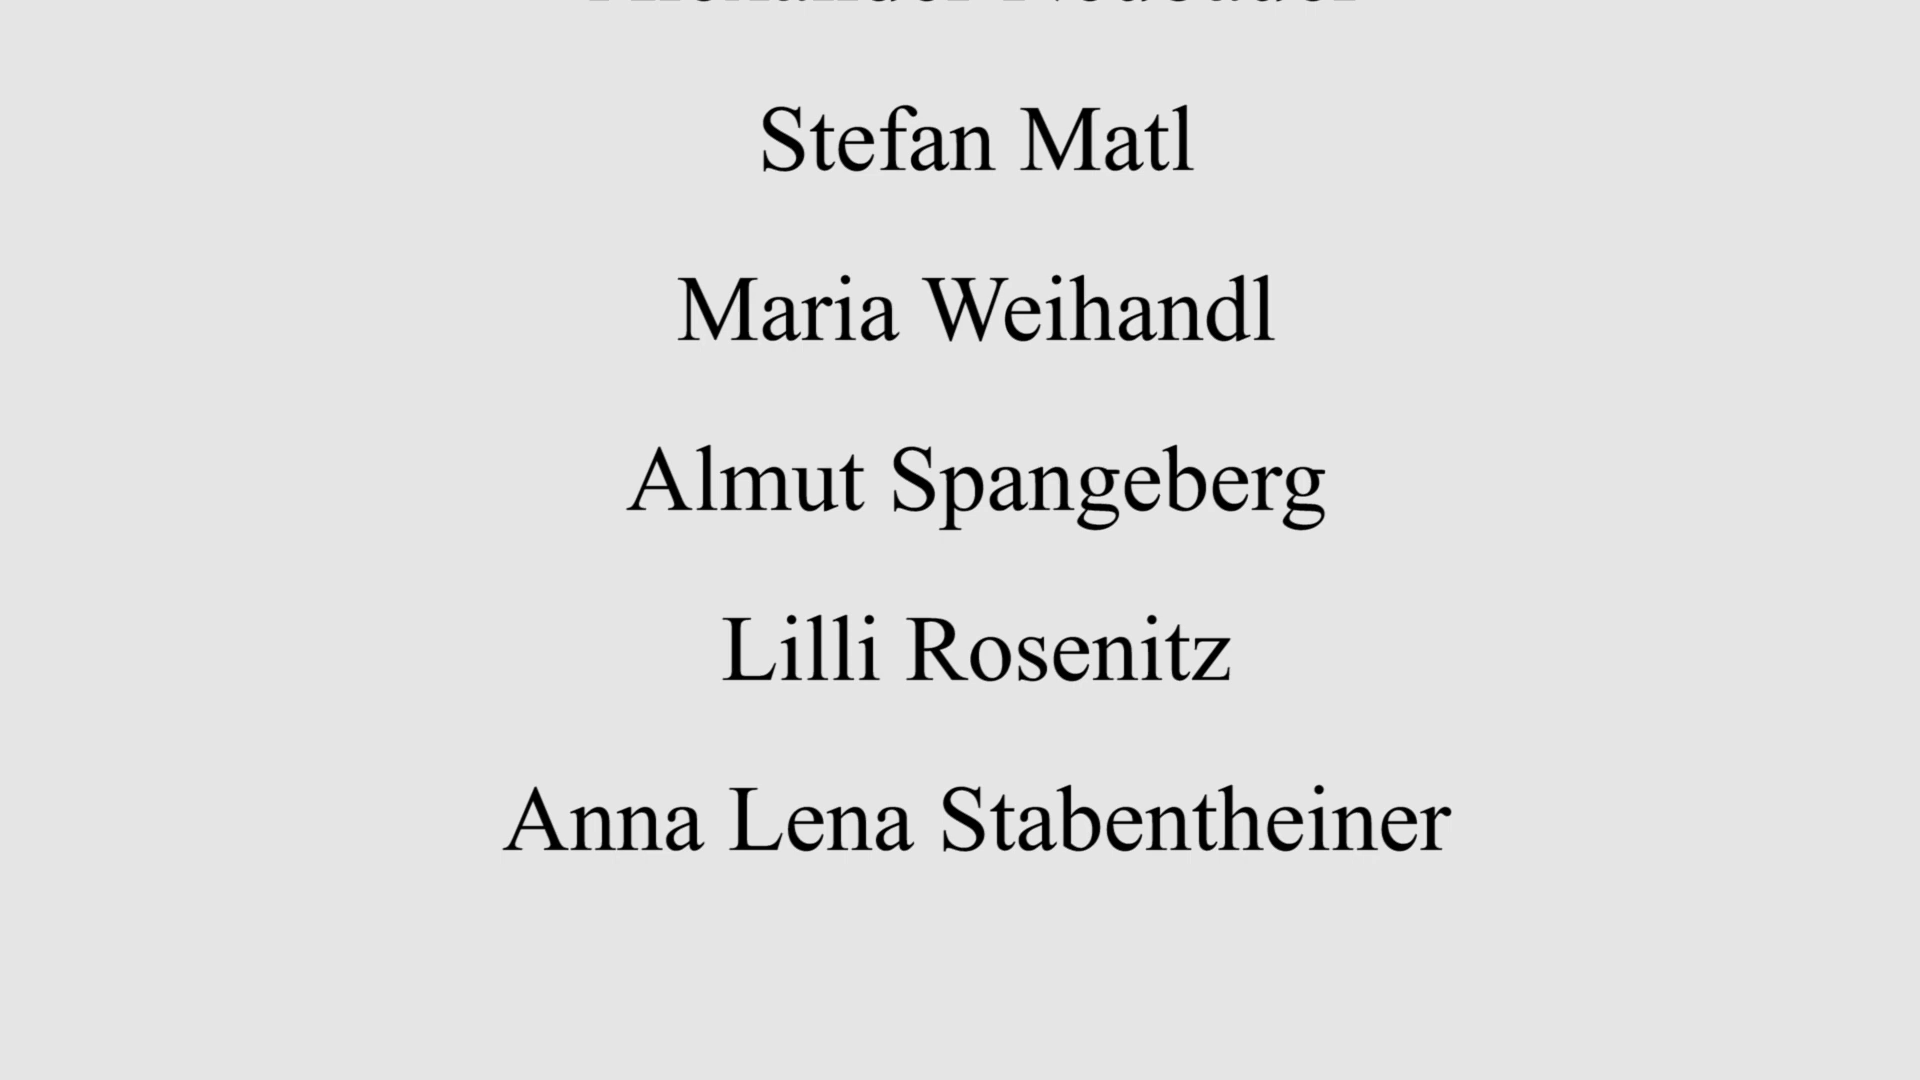 Stefan Matl
Maria Weihandl
Almut Spangeberg
Lilli Rosenitz
Anna Lena Stabentheiner